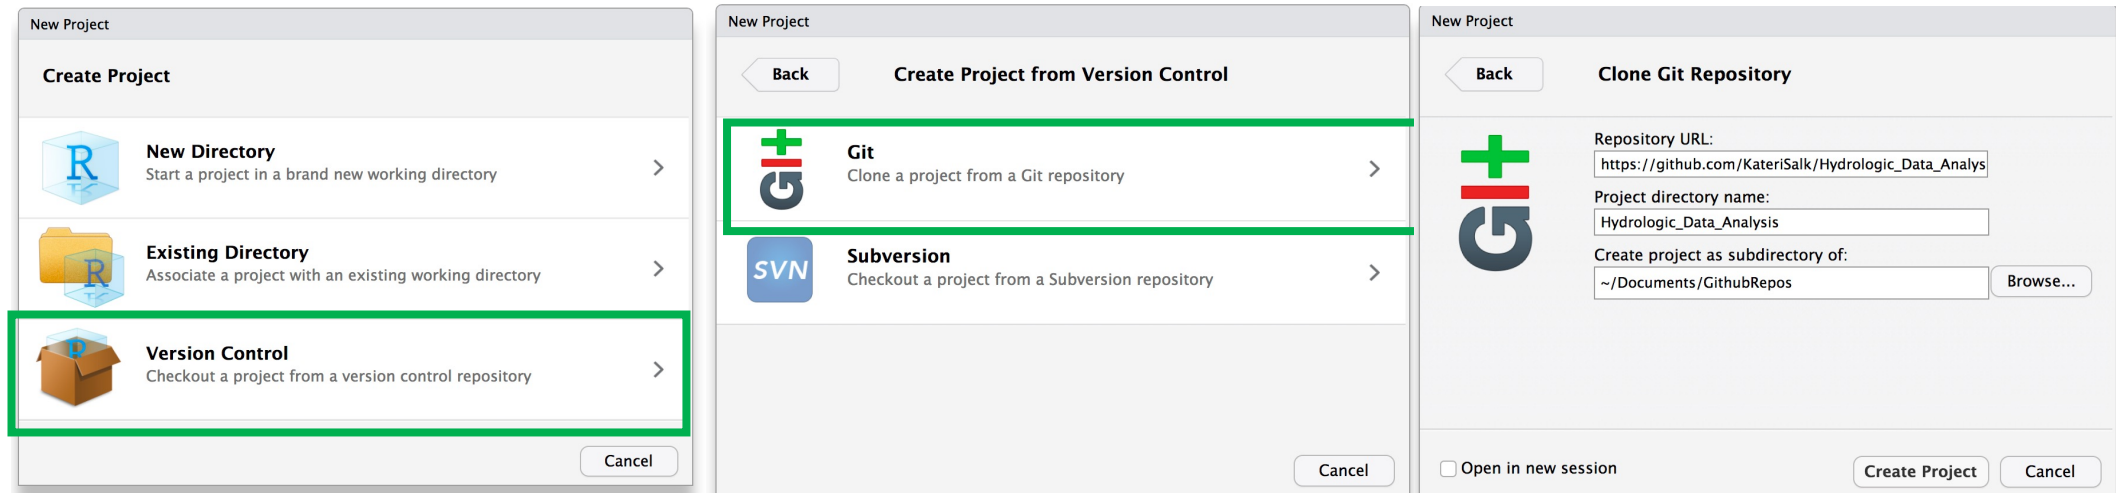 New Project
Create Project
R
New Directory
Start a project in a brand new working directory
R
Existing Directory
Associate a project with an existing working directory
R
Version Control
Checkout a project from a version control repository
Cancel
New Project
Back
Create Project from Version Control
Git
Git
Clone a project from a Git repository
SVN
Subversion
Checkout a project from a Subversion repository
Cancel
New Project
Back
Clone Git Repository
Git
Repository URL:
https://github.com/KateriSalk/Hydrologic_Data_Analys
Project directory name:
Hydrologic_Data_Analysis
Create project as subdirectory of:
~/Documents/GithubRepos
Browse...
Open in new session
Create Project
Cancel